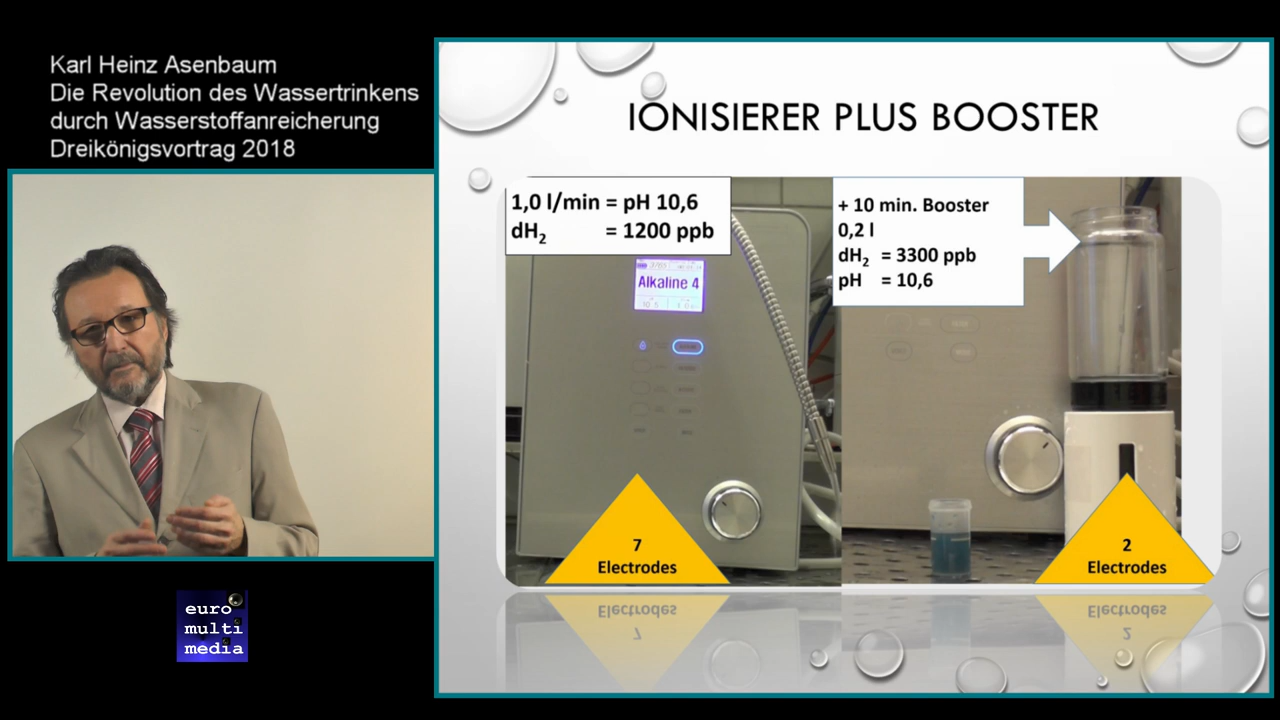 Karl Heinz Asenbaum
Die Revolution des Wassertrinkens
durch Wasserstoffanreicherung
Dreikönigsvortrag 2018
IONISIERER PLUS BOOSTER
1,0 l/min = pH 10,6
dH₂ = 1200 ppb
+ 10 min. Booster
0,2 l
dH₂ = 3300 ppb
pH = 10,6
Alkaline 4
7
Electrodes
2
Electrodes
euro
multi
media